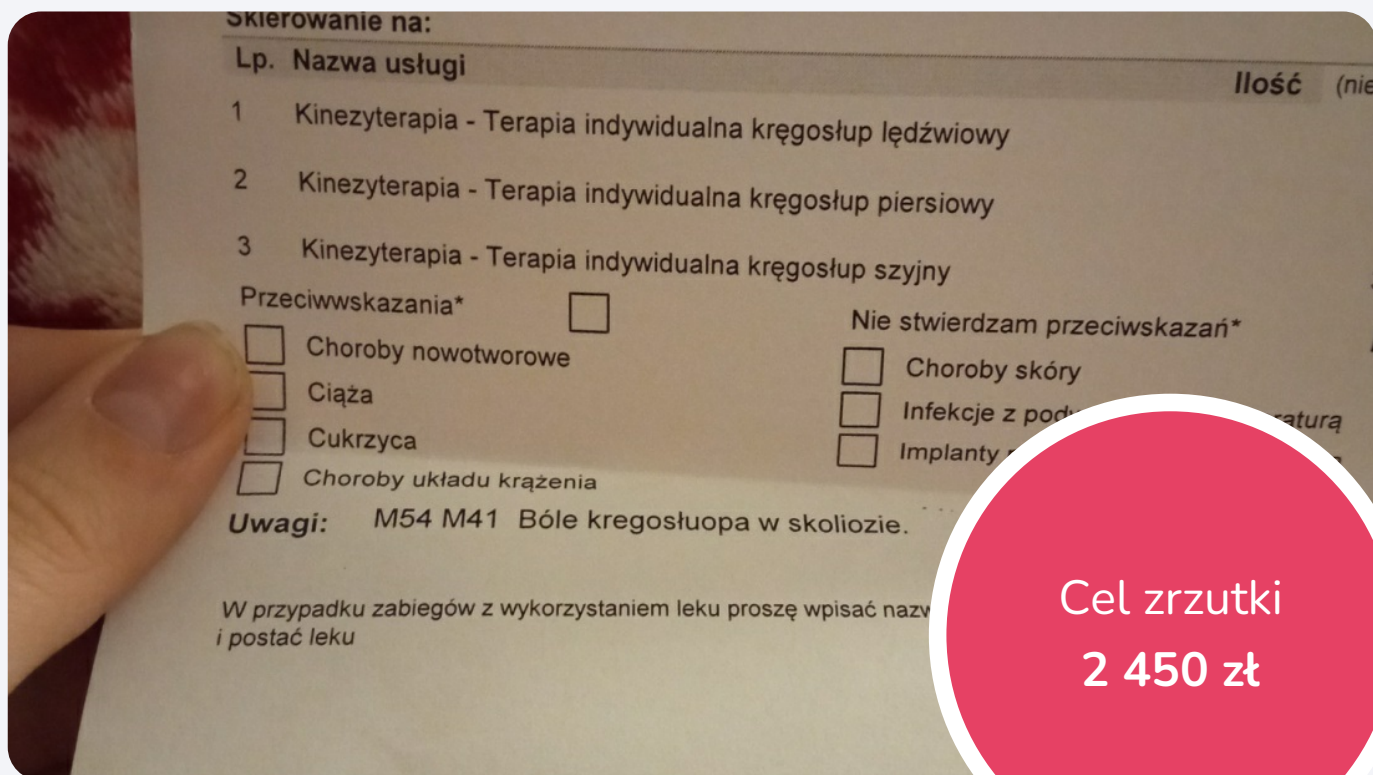 Skierowanie na:
Lp. Nazwa usługi Ilość (nie
1 Kinezyterapia - Terapia indywidualna kręgosłup lędźwiowy
2 Kinezyterapia - Terapia indywidualna kręgosłup piersiowy
3 Kinezyterapia - Terapia indywidualna kręgosłup szyjny
Przeciwwskazania*
Nie stwierdzam przeciwskazań*
Choroby nowotworowe
Ciąża
Cukrzyca
Choroby układu krążenia
Choroby skóry
Infekcje z
Implanty
Uwagi: M54 M41 Bóle kregosłuopa w skoliozie.
W przypadku zabiegów z wykorzystaniem leku proszę wpisać
i postać leku
Cel zrzutki
2 450 zł